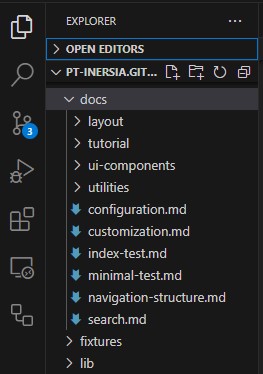 EXPLORER
OPEN EDITORS
PT-INERSIA.GIT...
docs
layout
tutorial
ui-components
utilities
configuration.md
customization.md
index-test.md
minimal-test.md
navigation-structure.md
search.md
fixtures
lib
3